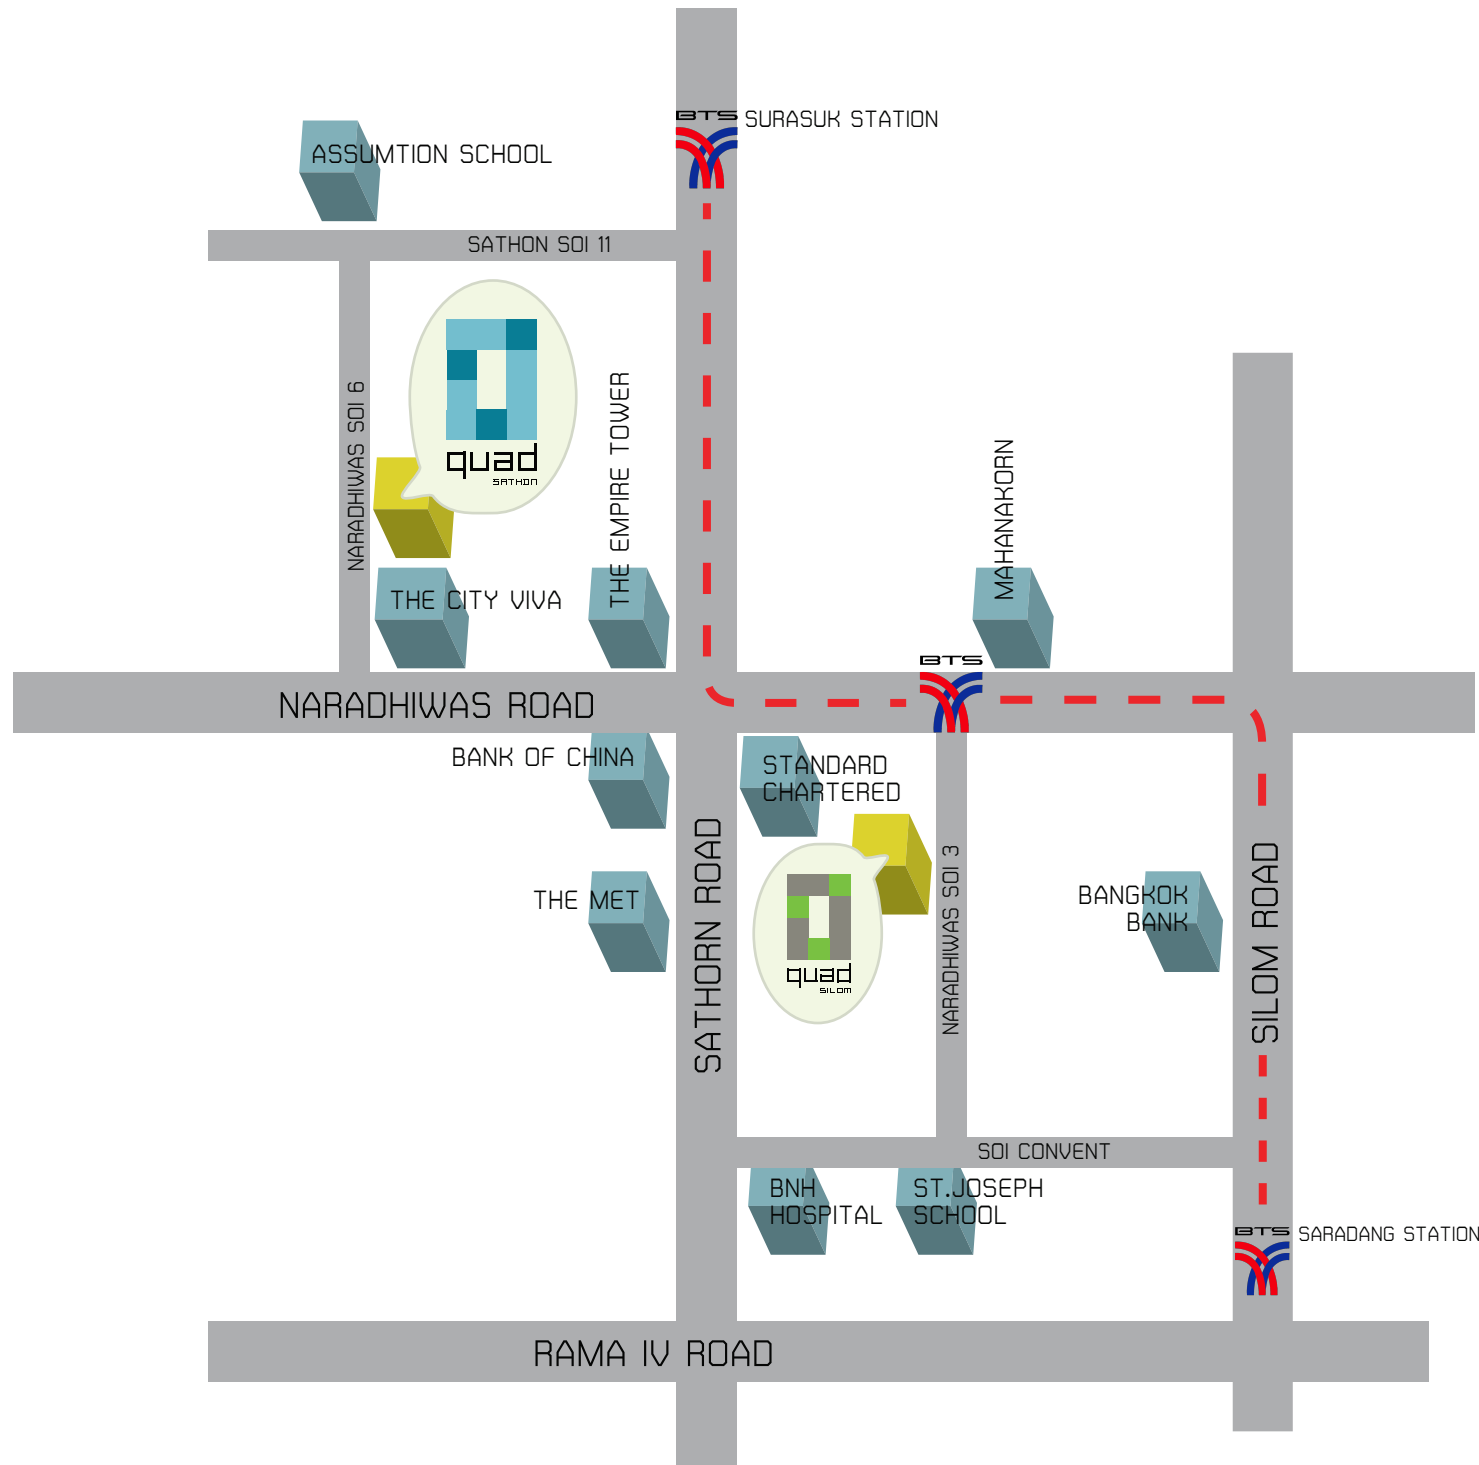 BTS
SURASUK STATION
ASSUMTION SCHOOL
SATHON SOI 11
NARADHIWAS SOI 6
quad
SATHON
THE EMPIRE TOWER
MAHANAKORN
THE CITY VIVA
BTS
NARADHIWAS ROAD
BANK OF CHINA
STANDARD
CHARTERED
SATHORN ROAD
NARADHIWAS SOI 3
SILOM ROAD
THE MET
BANGKOK
BANK
quad
SILOM
SOI CONVENT
BNH
HOSPITAL
ST.JOSEPH
SCHOOL
BTS
SARADANG STATION
RAMA IV ROAD